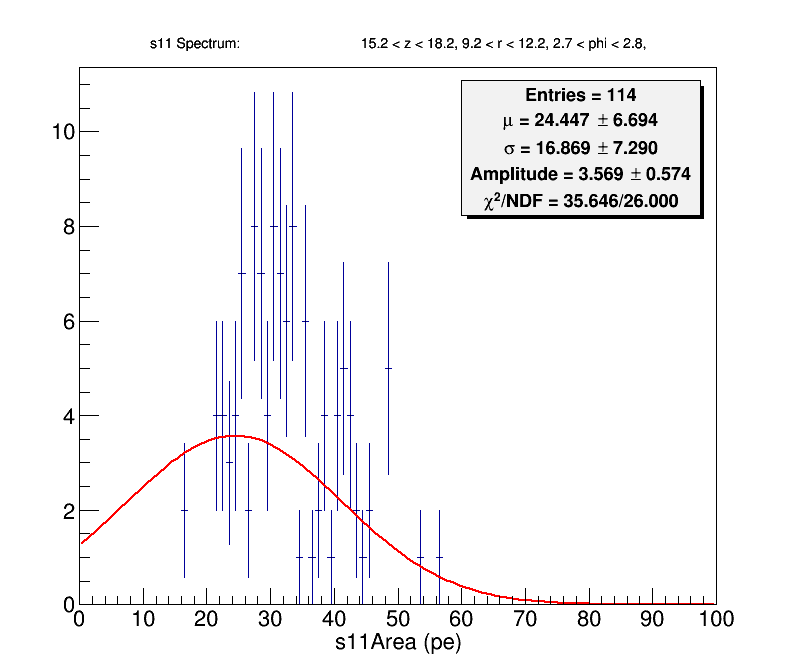 s11 Spectrum: 15.2 < z < 18.2, 9.2 < r < 12.2, 2.7 < phi < 2.8,
Entries = 114
μ = 24.447 ± 6.694
σ = 16.869 ± 7.290
Amplitude = 3.569 ± 0.574
χ²/NDF = 35.646/26.000
10
8
6
4
2
0
0 10 20 30 40 50 60 70 80 90 100
s11Area (pe)